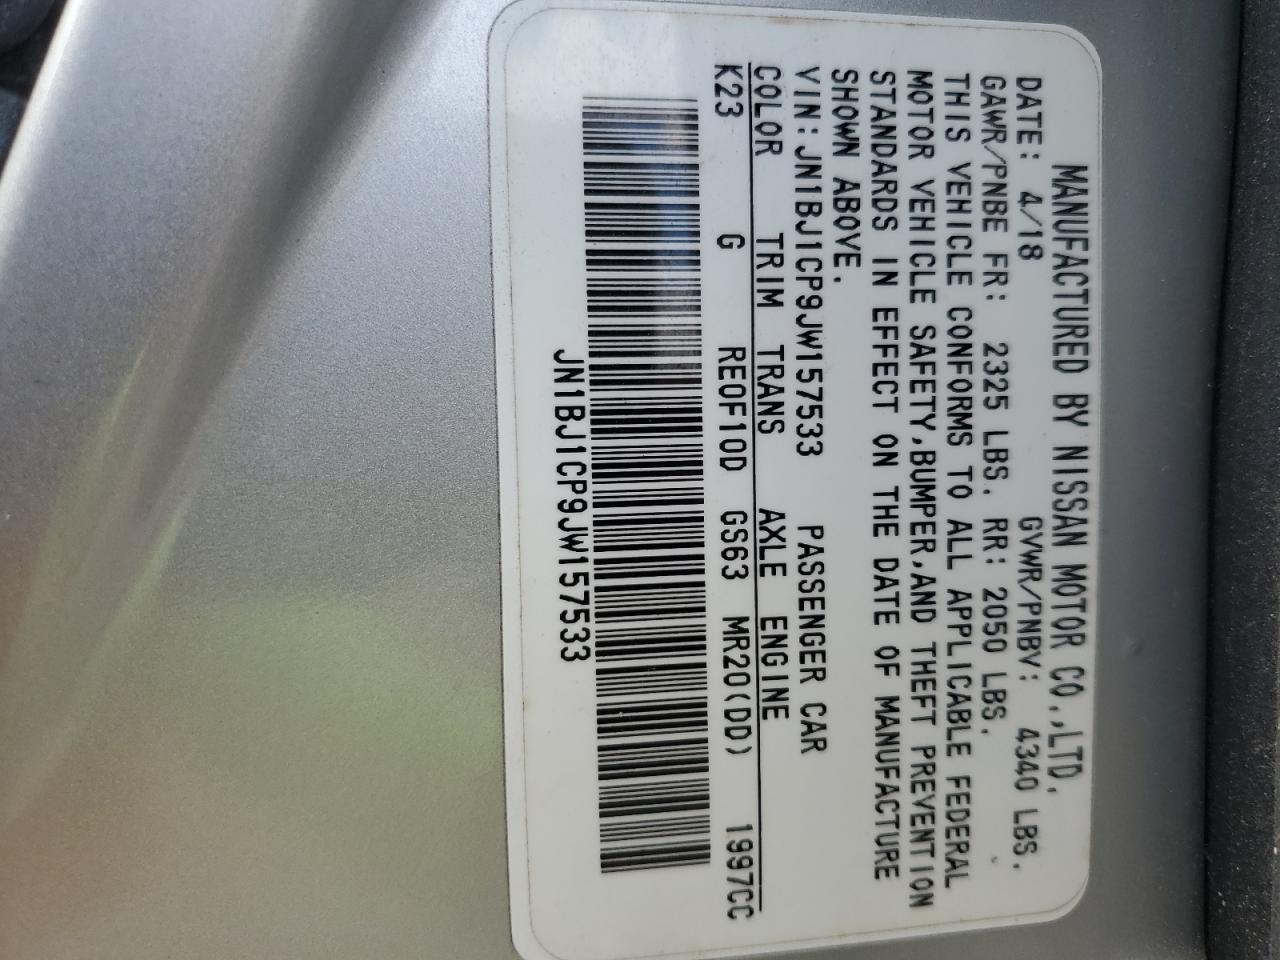 MANUFACTURED BY NISSAN MOTOR CO.,LTD.
DATE: 4/18 GVWR/PNBV: 4340 LBS.
GAWR/PNBE FR: 2325 LBS. RR: 2050 LBS.
THIS VEHICLE CONFORMS TO ALL APPLICABLE FEDERAL
MOTOR VEHICLE SAFETY,BUMPER,AND THEFT PREVENTION
STANDARDS IN EFFECT ON THE DATE OF MANUFACTURE
SHOWN ABOVE.
VIN:JN1BJ1CP9JW157533 PASSENGER CAR
COLOR TRIM TRANS AXLE ENGINE
K23 G RE0F10D GS63 MR20(DD) 1997CC
JN1BJ1CP9JW157533